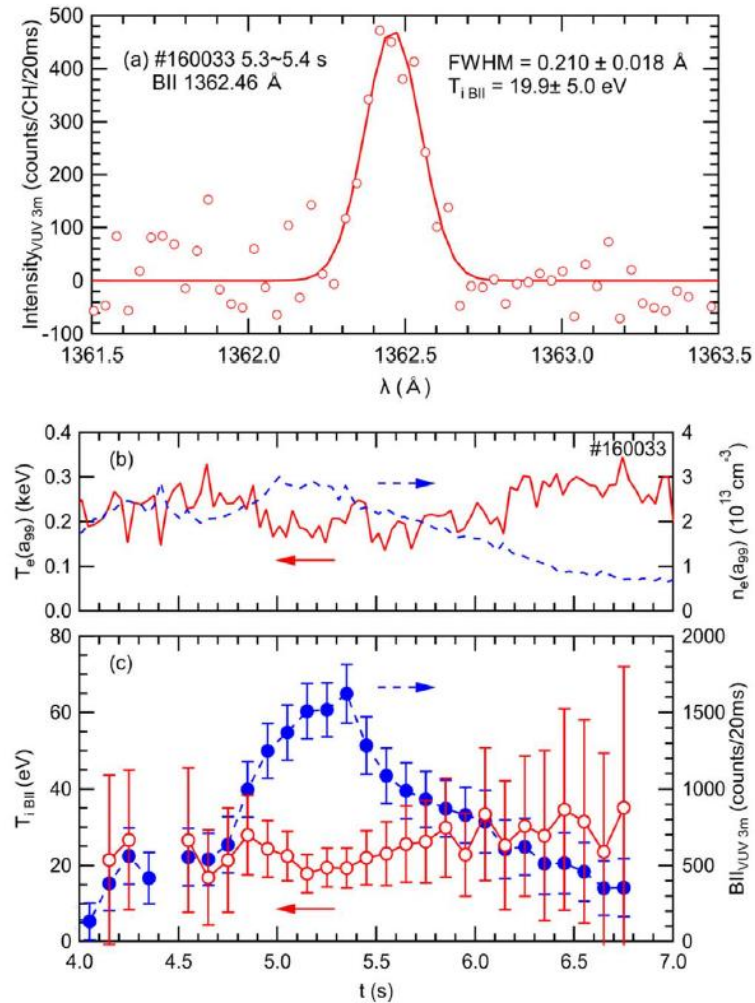 500
400
300
200
100
0
-100
Intensity VUV 3m (counts/CH/20ms)
(a) #160033 5.3~5.4 s
BII 1362.46 Å
FWHM = 0.210 ± 0.018 Å
T i BII = 19.9± 5.0 eV
1361.5 1362.0 1362.5 1363.0 1363.5
λ (Å)
(b)
#160033
0.4
0.3
0.2
0.1
0.0
Te(a99) (keV)
4
3
2
1
0
ne(a99) (10^13 cm^-3)
(c)
80
60
40
20
0
T i BII (eV)
2000
1500
1000
500
0
BII VUV 3m (counts/20ms)
4.0 4.5 5.0 5.5 6.0 6.5 7.0
t (s)